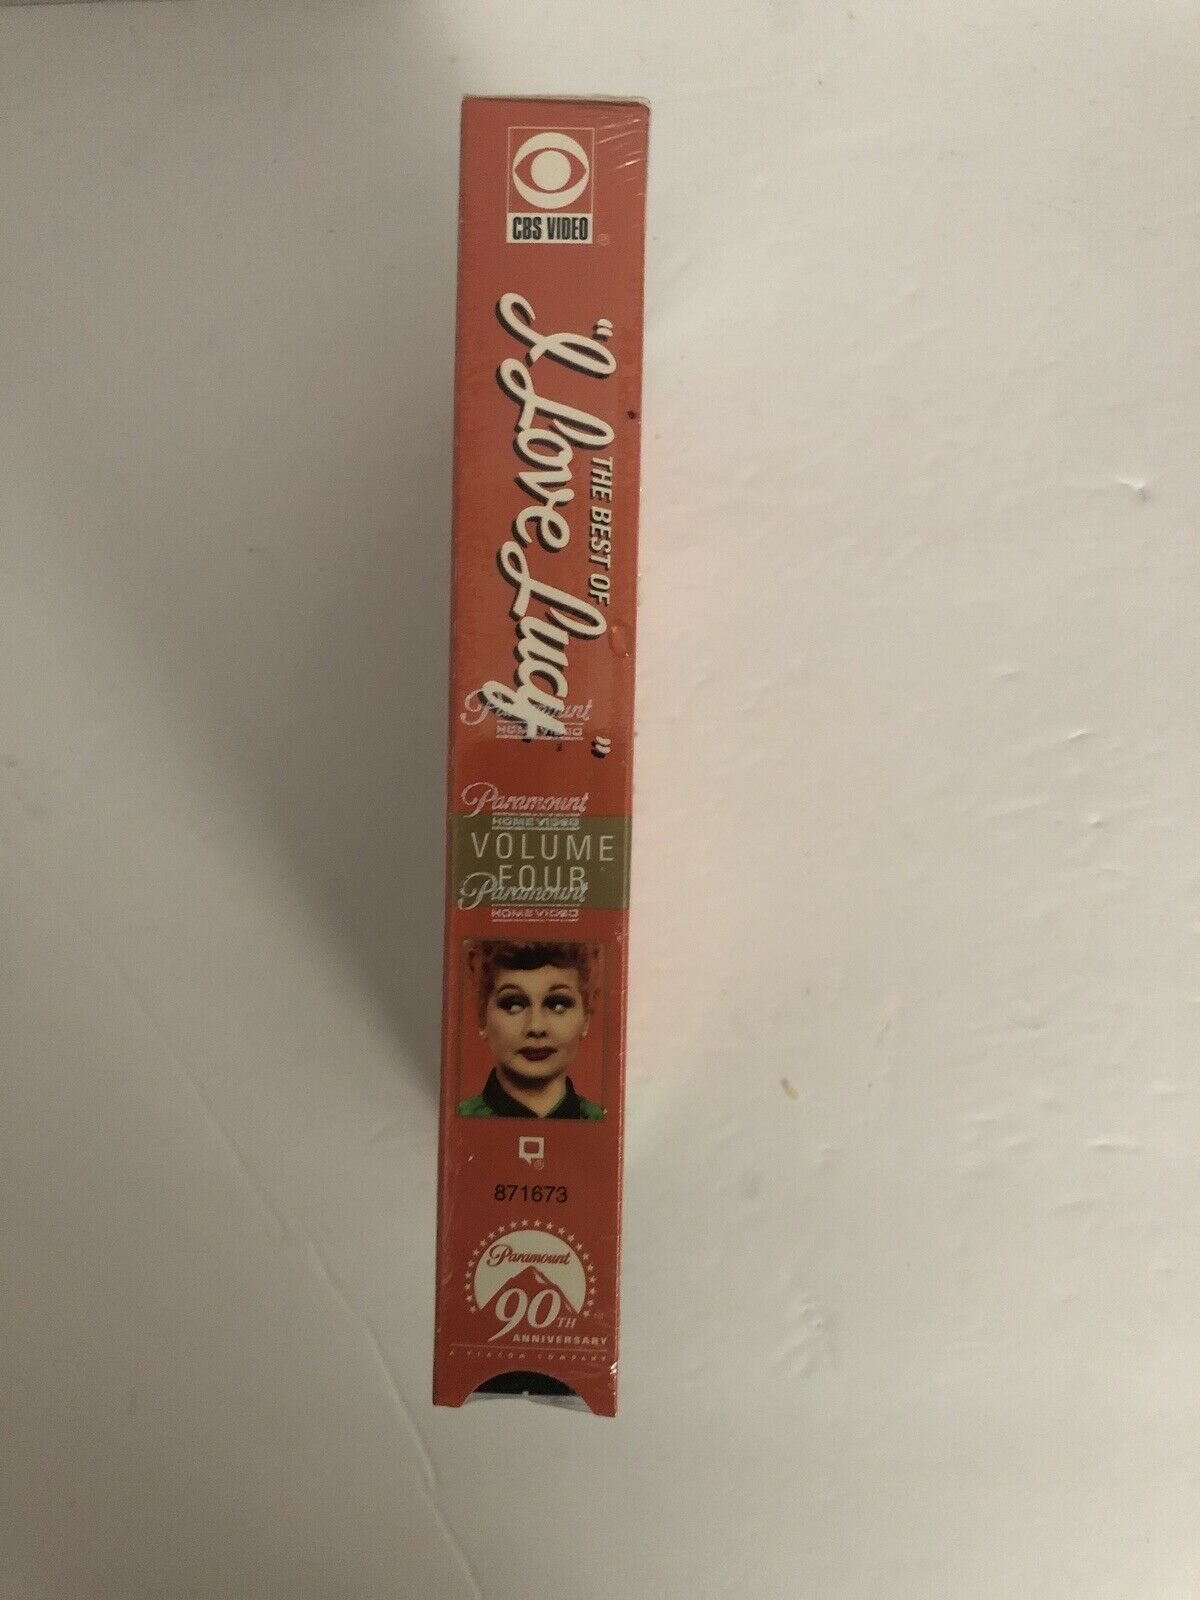 CBS VIDEO
®
THE BEST OF
"I Love Lucy"
™
Paramount
HOME VIDEO
Paramount
HOME VIDEO
VOLUME
FOUR
Paramount
HOME VIDEO
®
871673
Paramount
90TH
ANNIVERSARY
A VIACOM COMPANY